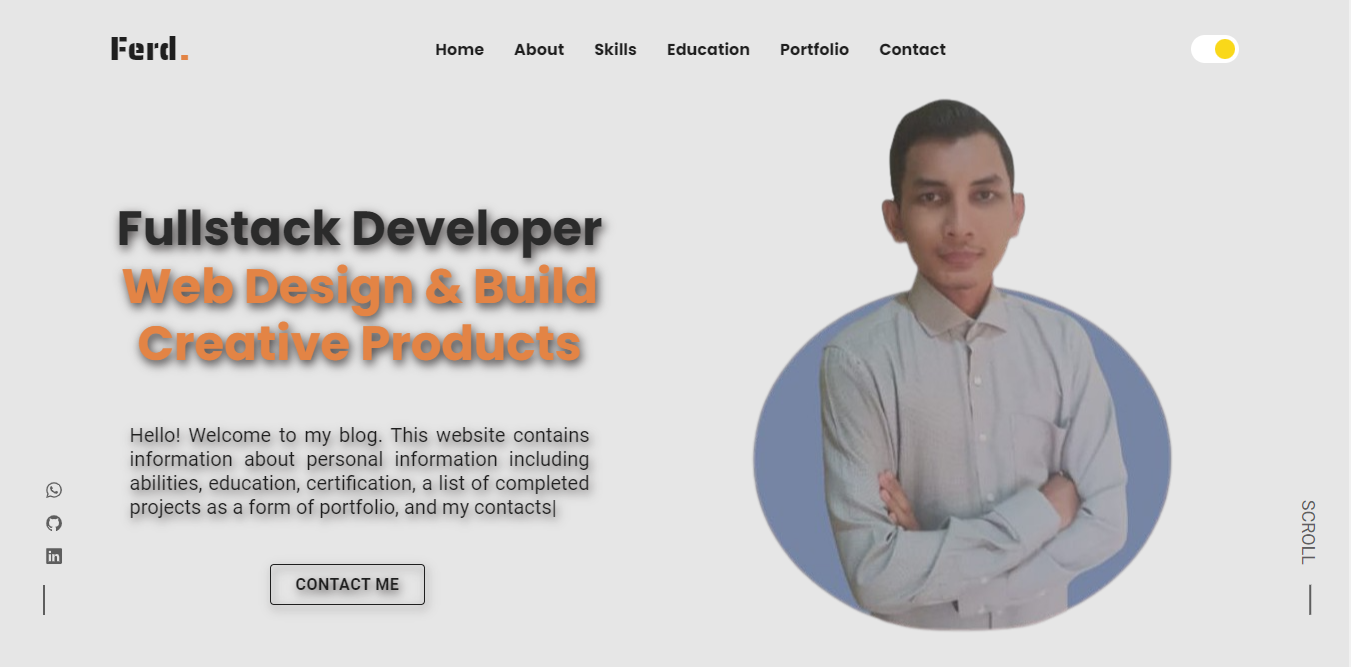 Ferd.
Home About Skills Education Portfolio Contact
Fullstack Developer
Web Design & Build
Creative Products
Hello! Welcome to my blog. This website contains
information about personal information including
abilities, education, certification, a list of completed
projects as a form of portfolio, and my contacts|
CONTACT ME
in
SCROLL